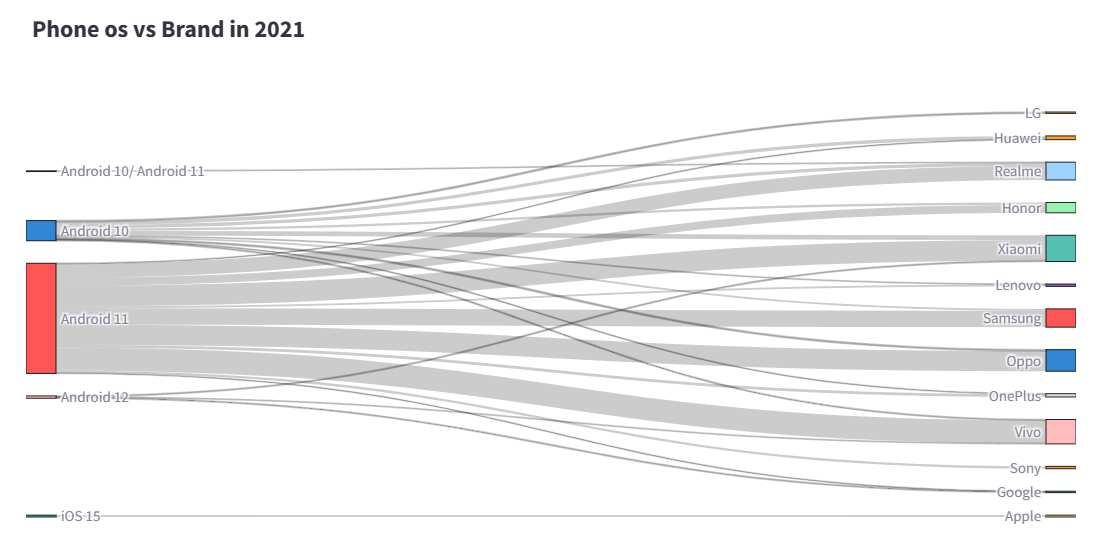 Phone os vs Brand in 2021
LG
Huawei
Android 10/ Android 11
Realme
Honor
Android 10
Xiaomi
Lenovo
Android 11
Samsung
Oppo
Android 12
OnePlus
Vivo
Sony
Google
iOS 15
Apple